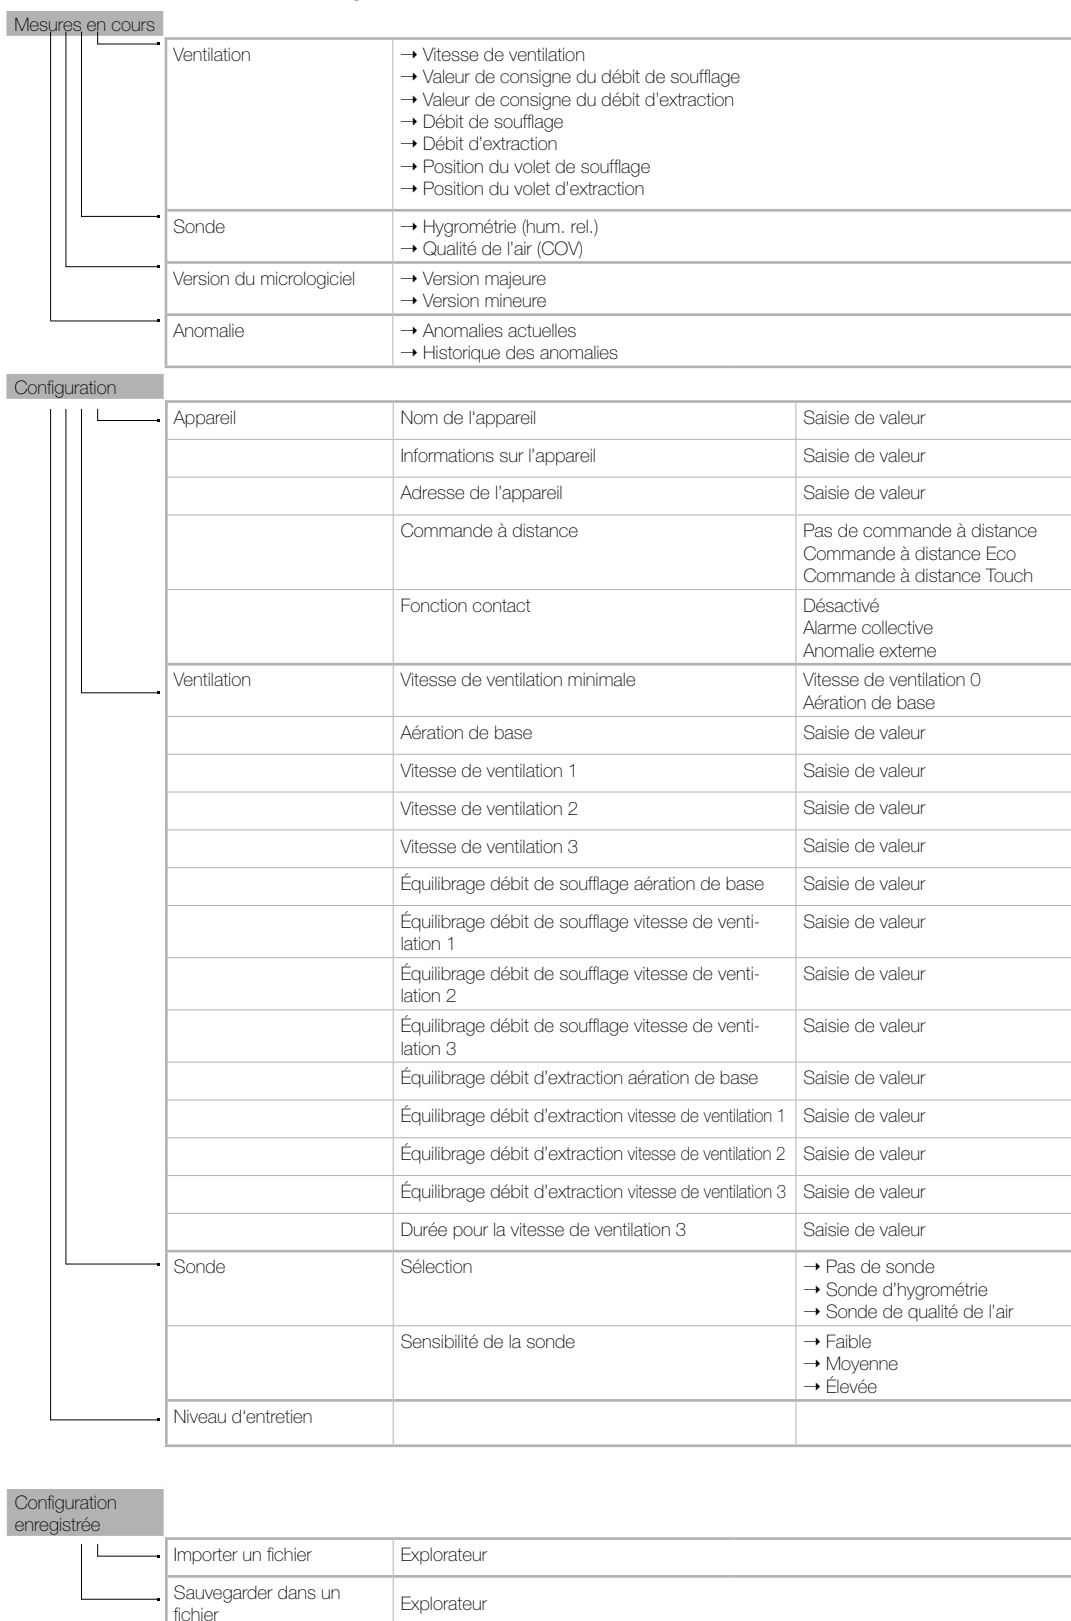 Mesures en cours
Ventilation
→ Vitesse de ventilation
→ Valeur de consigne du débit de soufflage
→ Valeur de consigne du débit d'extraction
→ Débit de soufflage
→ Débit d'extraction
→ Position du volet de soufflage
→ Position du volet d'extraction
Sonde
→ Hygrométrie (hum. rel.)
→ Qualité de l'air (COV)
Version du micrologiciel
→ Version majeure
→ Version mineure
Anomalie
→ Anomalies actuelles
→ Historique des anomalies
Configuration
Appareil
Nom de l'appareil
Saisie de valeur
Informations sur l'appareil
Saisie de valeur
Adresse de l'appareil
Saisie de valeur
Commande à distance
Pas de commande à distance
Commande à distance Eco
Commande à distance Touch
Fonction contact
Désactivé
Alarme collective
Anomalie externe
Ventilation
Vitesse de ventilation minimale
Vitesse de ventilation 0
Aération de base
Aération de base
Saisie de valeur
Vitesse de ventilation 1
Saisie de valeur
Vitesse de ventilation 2
Saisie de valeur
Vitesse de ventilation 3
Saisie de valeur
Équilibrage débit de soufflage aération de base
Saisie de valeur
Équilibrage débit de soufflage vitesse de venti-
lation 1
Saisie de valeur
Équilibrage débit de soufflage vitesse de venti-
lation 2
Saisie de valeur
Équilibrage débit de soufflage vitesse de venti-
lation 3
Saisie de valeur
Équilibrage débit d'extraction aération de base
Saisie de valeur
Équilibrage débit d'extraction vitesse de ventilation 1
Saisie de valeur
Équilibrage débit d'extraction vitesse de ventilation 2
Saisie de valeur
Équilibrage débit d'extraction vitesse de ventilation 3
Saisie de valeur
Durée pour la vitesse de ventilation 3
Saisie de valeur
Sonde
Sélection
→ Pas de sonde
→ Sonde d'hygrométrie
→ Sonde de qualité de l'air
Sensibilité de la sonde
→ Faible
→ Moyenne
→ Élevée
Niveau d'entretien
Configuration
enregistrée
Importer un fichier
Explorateur
Sauvegarder dans un
fichier
Explorateur